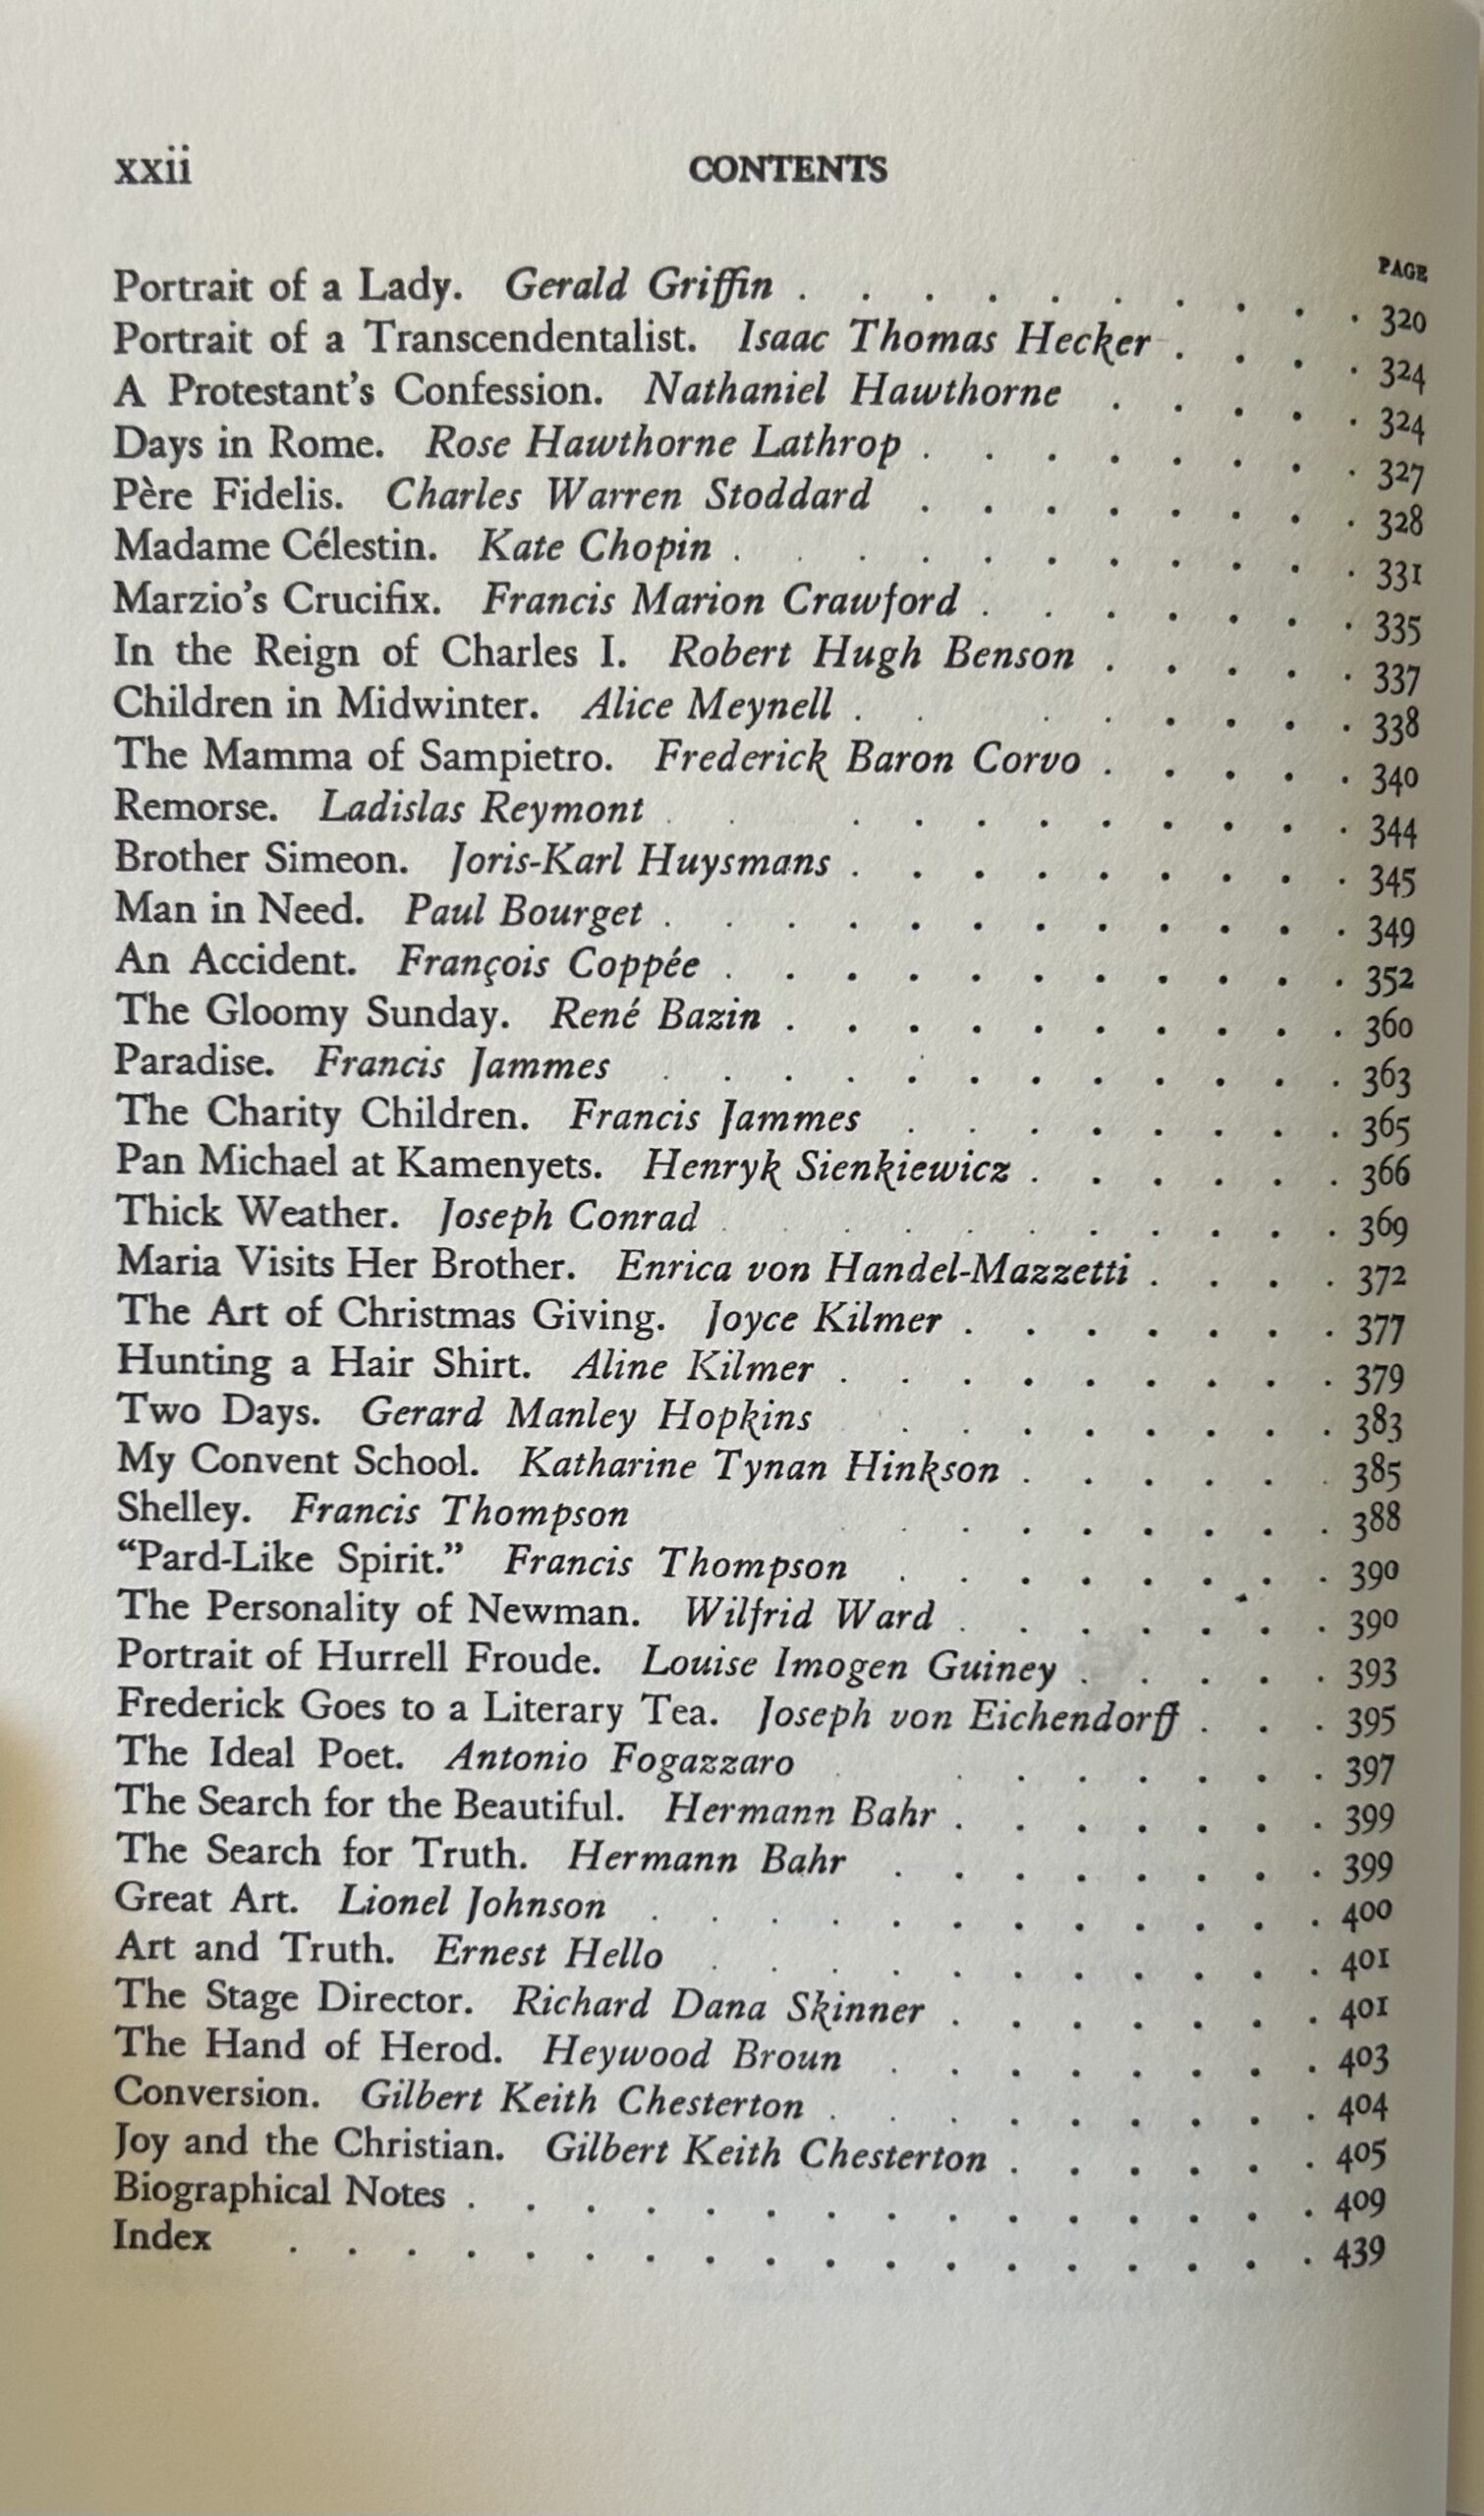 xxii CONTENTS
PAGE
Portrait of a Lady. Gerald Griffin . . . . . . . . . . 320
Portrait of a Transcendentalist. Isaac Thomas Hecker . . . . 324
A Protestant’s Confession. Nathaniel Hawthorne . . . . . 324
Days in Rome. Rose Hawthorne Lathrop . . . . . . . . 327
Père Fidelis. Charles Warren Stoddard . . . . . . . . 328
Madame Célestin. Kate Chopin . . . . . . . . . . . 331
Marzio’s Crucifix. Francis Marion Crawford . . . . . . . 335
In the Reign of Charles I. Robert Hugh Benson . . . . . 337
Children in Midwinter. Alice Meynell . . . . . . . . 338
The Mamma of Sampietro. Frederick Baron Corvo . . . . . 340
Remorse. Ladislas Reymont . . . . . . . . . . . 344
Brother Simeon. Joris-Karl Huysmans . . . . . . . . . 345
Man in Need. Paul Bourget . . . . . . . . . . . . 349
An Accident. François Coppée . . . . . . . . . . . 352
The Gloomy Sunday. René Bazin . . . . . . . . . . 360
Paradise. Francis Jammes . . . . . . . . . . . . 363
The Charity Children. Francis Jammes . . . . . . . . 365
Pan Michael at Kamenyets. Henryk Sienkiewicz . . . . . . 366
Thick Weather. Joseph Conrad . . . . . . . . . . . 369
Maria Visits Her Brother. Enrica von Handel-Mazzetti . . . . 372
The Art of Christmas Giving. Joyce Kilmer . . . . . . . 377
Hunting a Hair Shirt. Aline Kilmer . . . . . . . . . 379
Two Days. Gerard Manley Hopkins . . . . . . . . . 383
My Convent School. Katharine Tynan Hinkson . . . . . . 385
Shelley. Francis Thompson . . . . . . . . . 388
“Pard-Like Spirit.” Francis Thompson . . . . . . . . 390
The Personality of Newman. Wilfrid Ward . . . . . . . 390
Portrait of Hurrell Froude. Louise Imogen Guiney . . . . . 393
Frederick Goes to a Literary Tea. Joseph von Eichendorff . . . 395
The Ideal Poet. Antonio Fogazzaro . . . . . . . . 397
The Search for the Beautiful. Hermann Bahr . . . . . . . 399
The Search for Truth. Hermann Bahr . . . . . . . . 399
Great Art. Lionel Johnson . . . . . . . . . . . . 400
Art and Truth. Ernest Hello . . . . . . . . . . . 401
The Stage Director. Richard Dana Skinner . . . . . . . 401
The Hand of Herod. Heywood Broun . . . . . . . . 403
Conversion. Gilbert Keith Chesterton . . . . . . . . . 404
Joy and the Christian. Gilbert Keith Chesterton . . . . . . 405
Biographical Notes . . . . . . . . . . . . . . . 409
Index . . . . . . . . . . . . . . . . . . 439